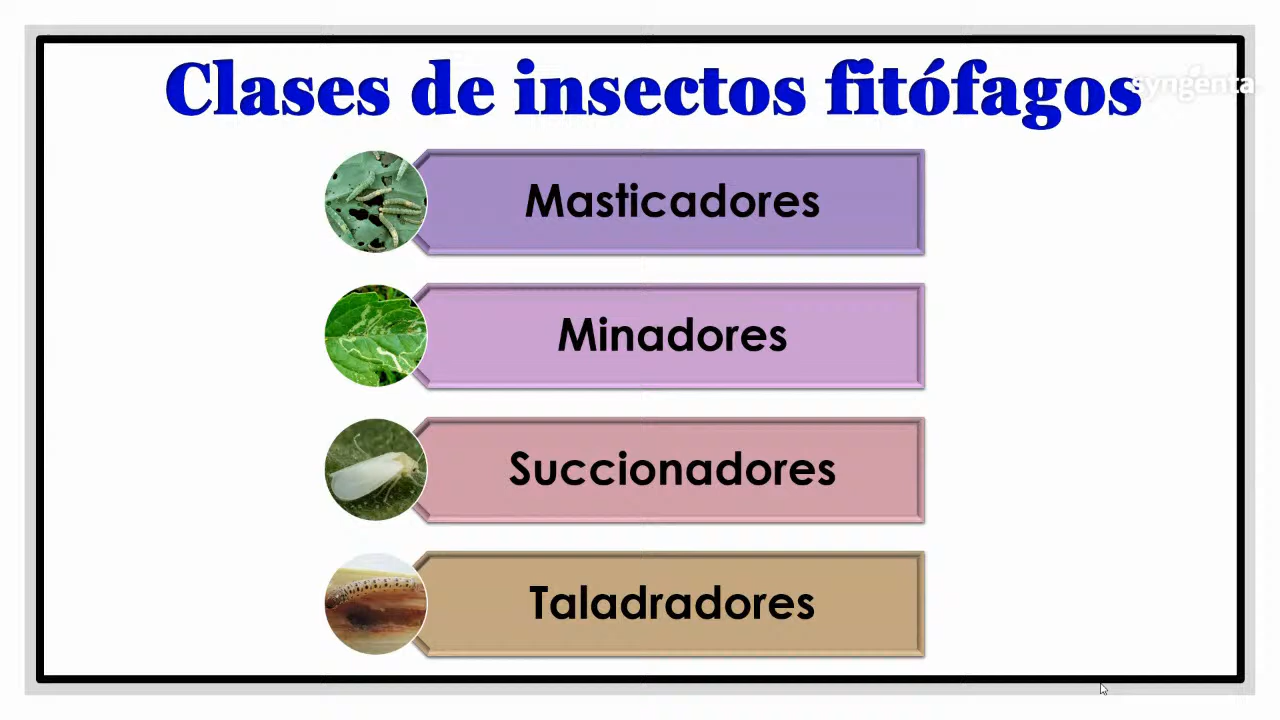 Clases de insectos fitófagos
syngenta
Masticadores
Minadores
Succionadores
Taladradores